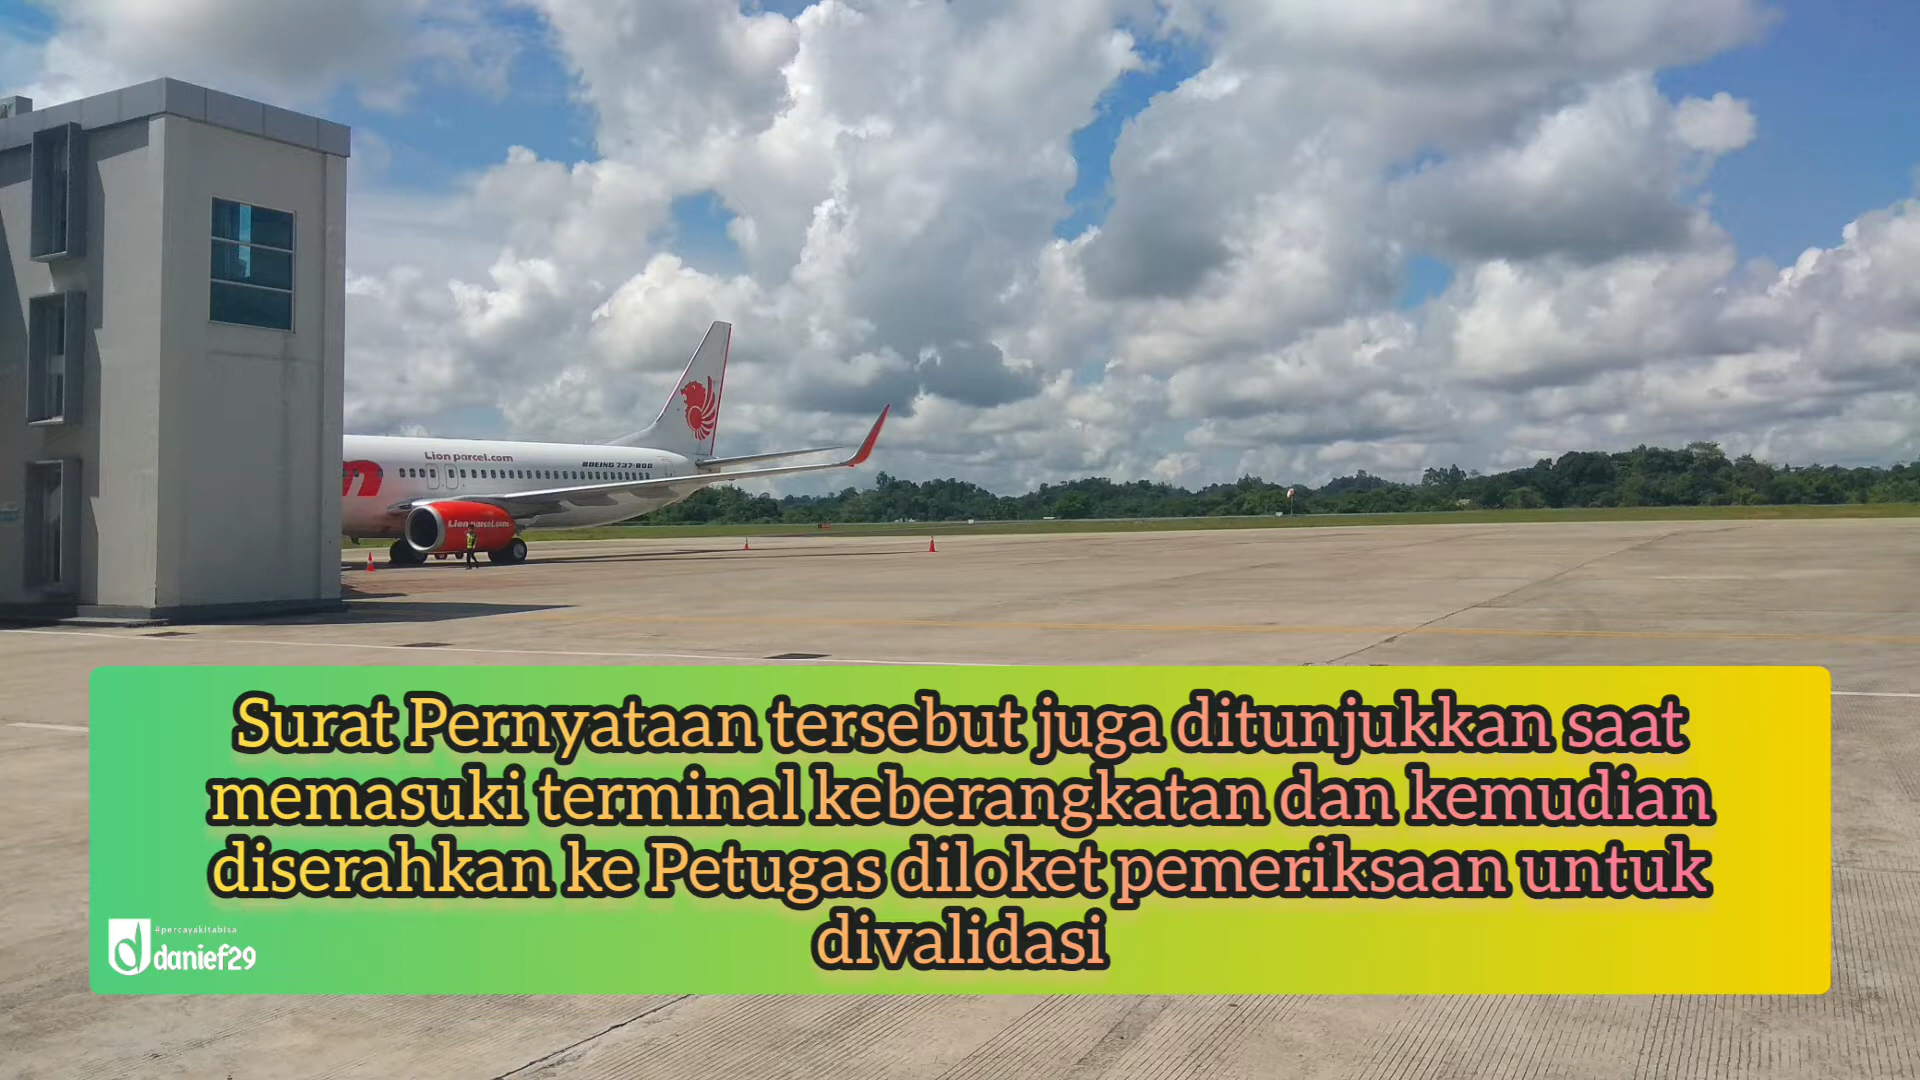 Lion parcel.com
BOEING 737-800
Lion parcel.com
Surat Pernyataan tersebut juga ditunjukkan saat
memasuki terminal keberangkatan dan kemudian
diserahkan ke Petugas diloket pemeriksaan untuk
divalidasi
#percayakitabisa
danief29